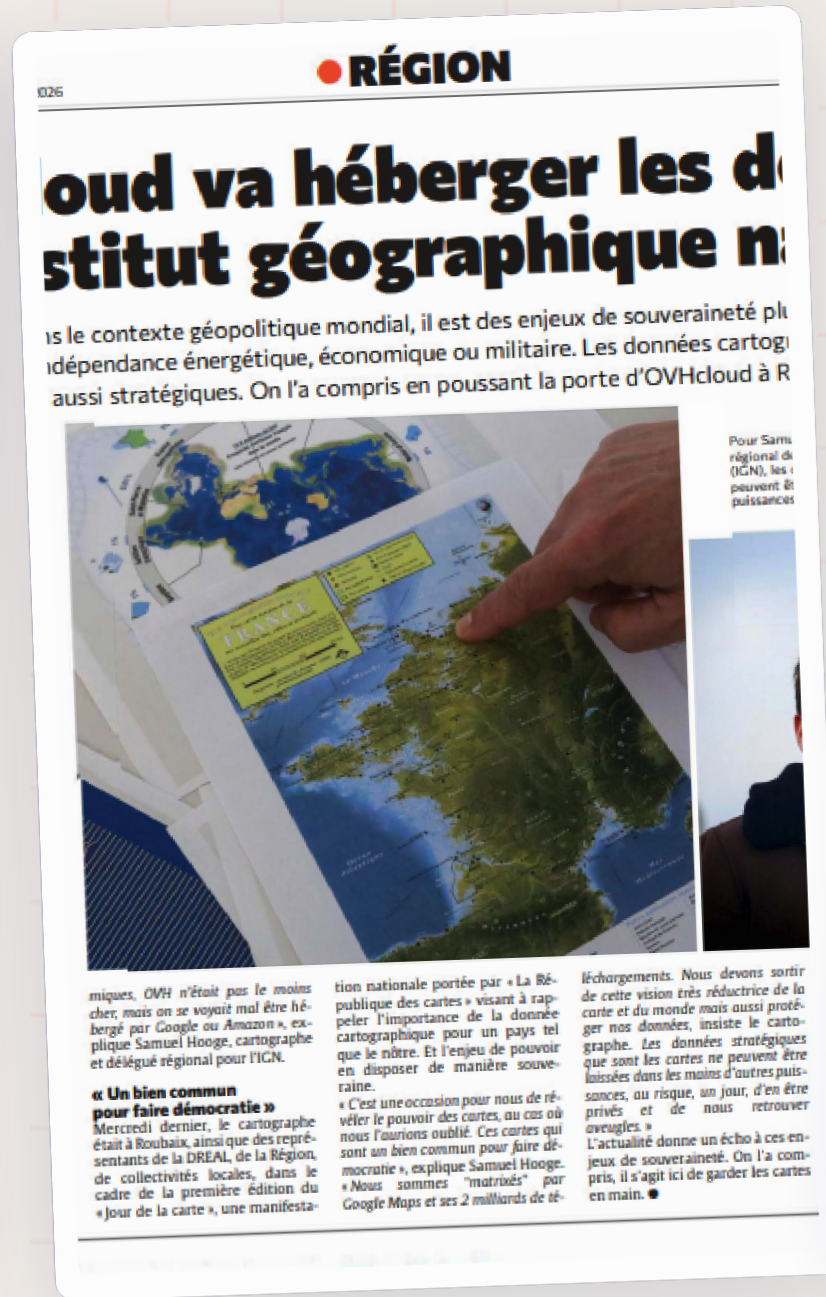 2026
RÉGION
oud va héberger les d
stitut géographique na
ns le contexte géopolitique mondial, il est des enjeux de souveraineté plu
ndépendance énergétique, économique ou militaire. Les données cartogr
aussi stratégiques. On l'a compris en poussant la porte d'OVHcloud à R
Pour Samu
régional de
(IGN), les
peuvent êt
puissances
FRANCE
miques, OVH n'était pas le moins
cher, mais on se voyait mal être hé-
bergé par Google ou Amazon », ex-
plique Samuel Hooge, cartographe
et délégué régional pour l'IGN.
« Un bien commun
pour faire démocratie »
Mercredi dernier, le cartographe
était à Roubaix, ainsi que des repré-
sentants de la DREAL, de la Région,
de collectivités locales, dans le
cadre de la première édition du
« Jour de la carte », une manifesta-
tion nationale portée par « La Ré-
publique des cartes » visant à rap-
peler l'importance de la donnée
cartographique pour un pays tel
que le nôtre. Et l'enjeu de pouvoir
en disposer de manière souve-
raine.
« C'est une occasion pour nous de ré-
véler le pouvoir des cartes, au cas où
nous l'aurions oublié. Ces cartes qui
sont un bien commun pour faire dé-
mocratie », explique Samuel Hooge.
« Nous sommes "matrixés" par
Google Maps et ses 2 milliards de té-
léchargements. Nous devons sortir
de cette vision très réductrice de la
carte et du monde mais aussi proté-
ger nos données, insiste le carto-
graphe. Les données stratégiques
que sont les cartes ne peuvent être
laissées dans les mains d'autres puis-
sances, au risque, un jour, d'en être
privés et de nous retrouver
aveugles. »
L'actualité donne un écho à ces en-
jeux de souveraineté. On l'a com-
pris, il s'agit ici de garder les cartes
en main.